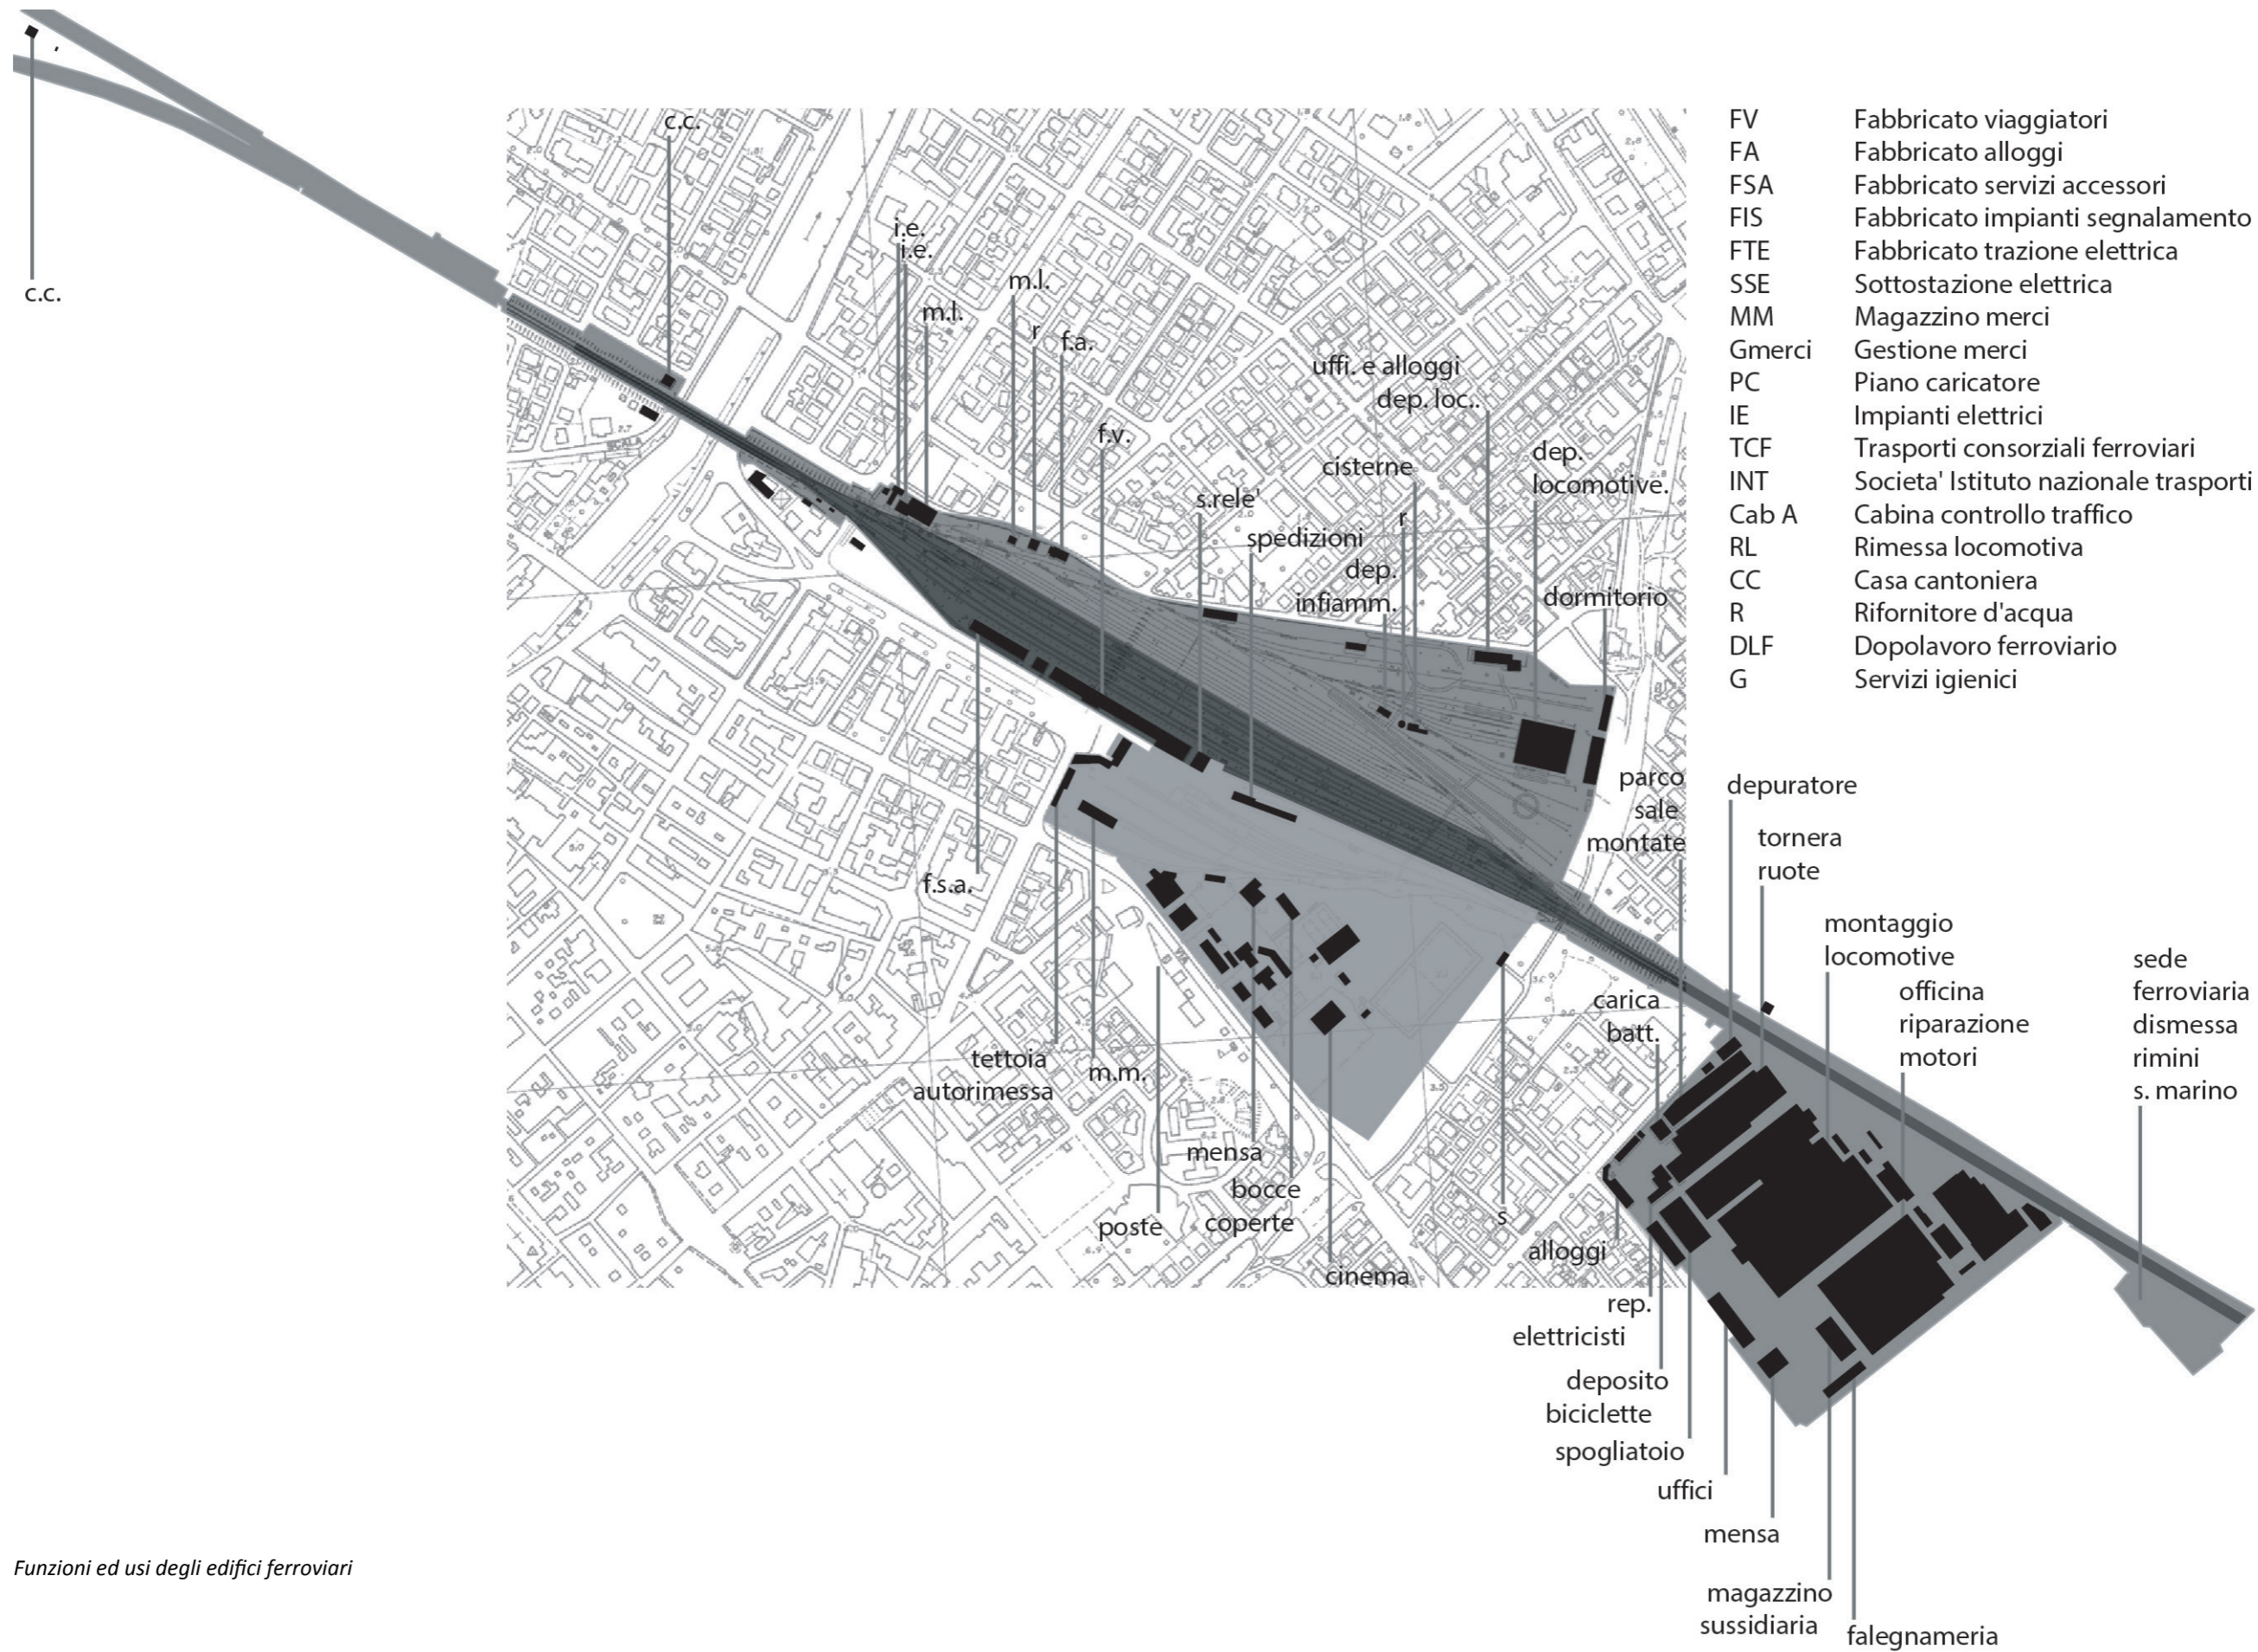 c.c.
c.c.
i.e.
i.e.
m.l.
m.l.
r
f.a.
f.v.
uffi. e alloggi
dep. loc..
cisterne
dep.
locomotive.
s.rele'
r
spedizioni
dep.
infiamm.
dormitorio
SCALA
f.s.a.
tettoia
autorimessa
m.m.
VIA
poste
mensa
bocce
coperte
cinema
s
parco
sale
montate
depuratore
tornera
ruote
montaggio
locomotive
officina
riparazione
motori
sede
ferroviaria
dismessa
rimini
s. marino
carica
batt.
alloggi
rep.
elettricisti
deposito
biciclette
spogliatoio
uffici
mensa
magazzino
sussidiaria
falegnameria
FV Fabbricato viaggiatori
FA Fabbricato alloggi
FSA Fabbricato servizi accessori
FIS Fabbricato impianti segnalamento
FTE Fabbricato trazione elettrica
SSE Sottostazione elettrica
MM Magazzino merci
Gmerci Gestione merci
PC Piano caricatore
IE Impianti elettrici
TCF Trasporti consorziali ferroviari
INT Societa' Istituto nazionale trasporti
Cab A Cabina controllo traffico
RL Rimessa locomotiva
CC Casa cantoniera
R Rifornitore d'acqua
DLF Dopolavoro ferroviario
G Servizi igienici
Funzioni ed usi degli edifici ferroviari